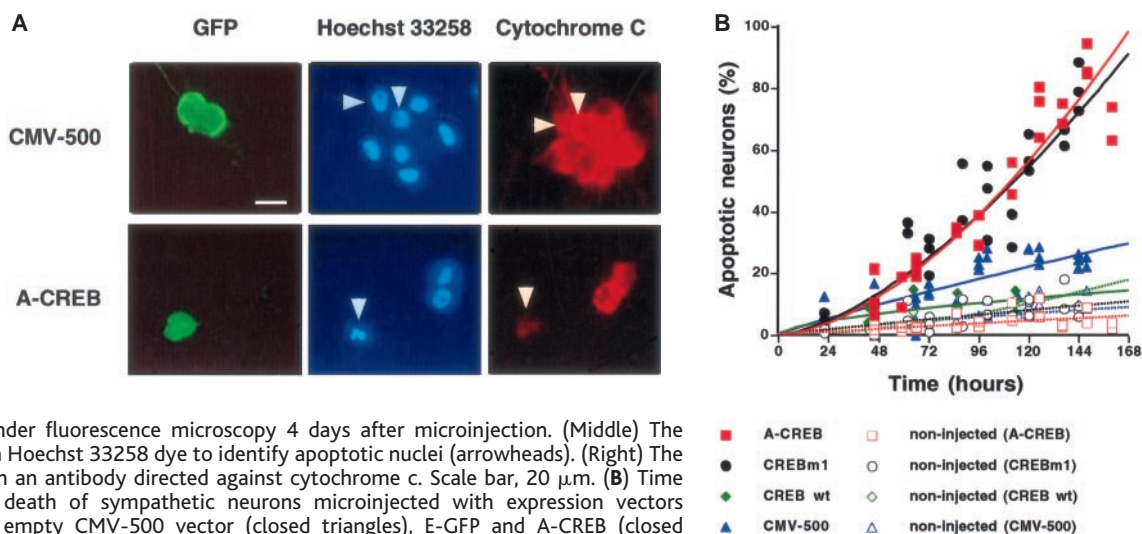 A
GFP Hoechst 33258 Cytochrome C
CMV-500
A-CREB
B
Apoptotic neurons (%)
100
80
60
40
20
0
0 24 48 72 96 120 144 168
Time (hours)
A-CREB non-injected (A-CREB)
CREBm1 non-injected (CREBm1)
CREB wt non-injected (CREB wt)
CMV-500 non-injected (CMV-500)
nder fluorescence microscopy 4 days after microinjection. (Middle) The
Hoechst 33258 dye to identify apoptotic nuclei (arrowheads). (Right) The
an antibody directed against cytochrome c. Scale bar, 20 μm. (B) Time
death of sympathetic neurons microinjected with expression vectors
empty CMV-500 vector (closed triangles), E-GFP and A-CREB (closed